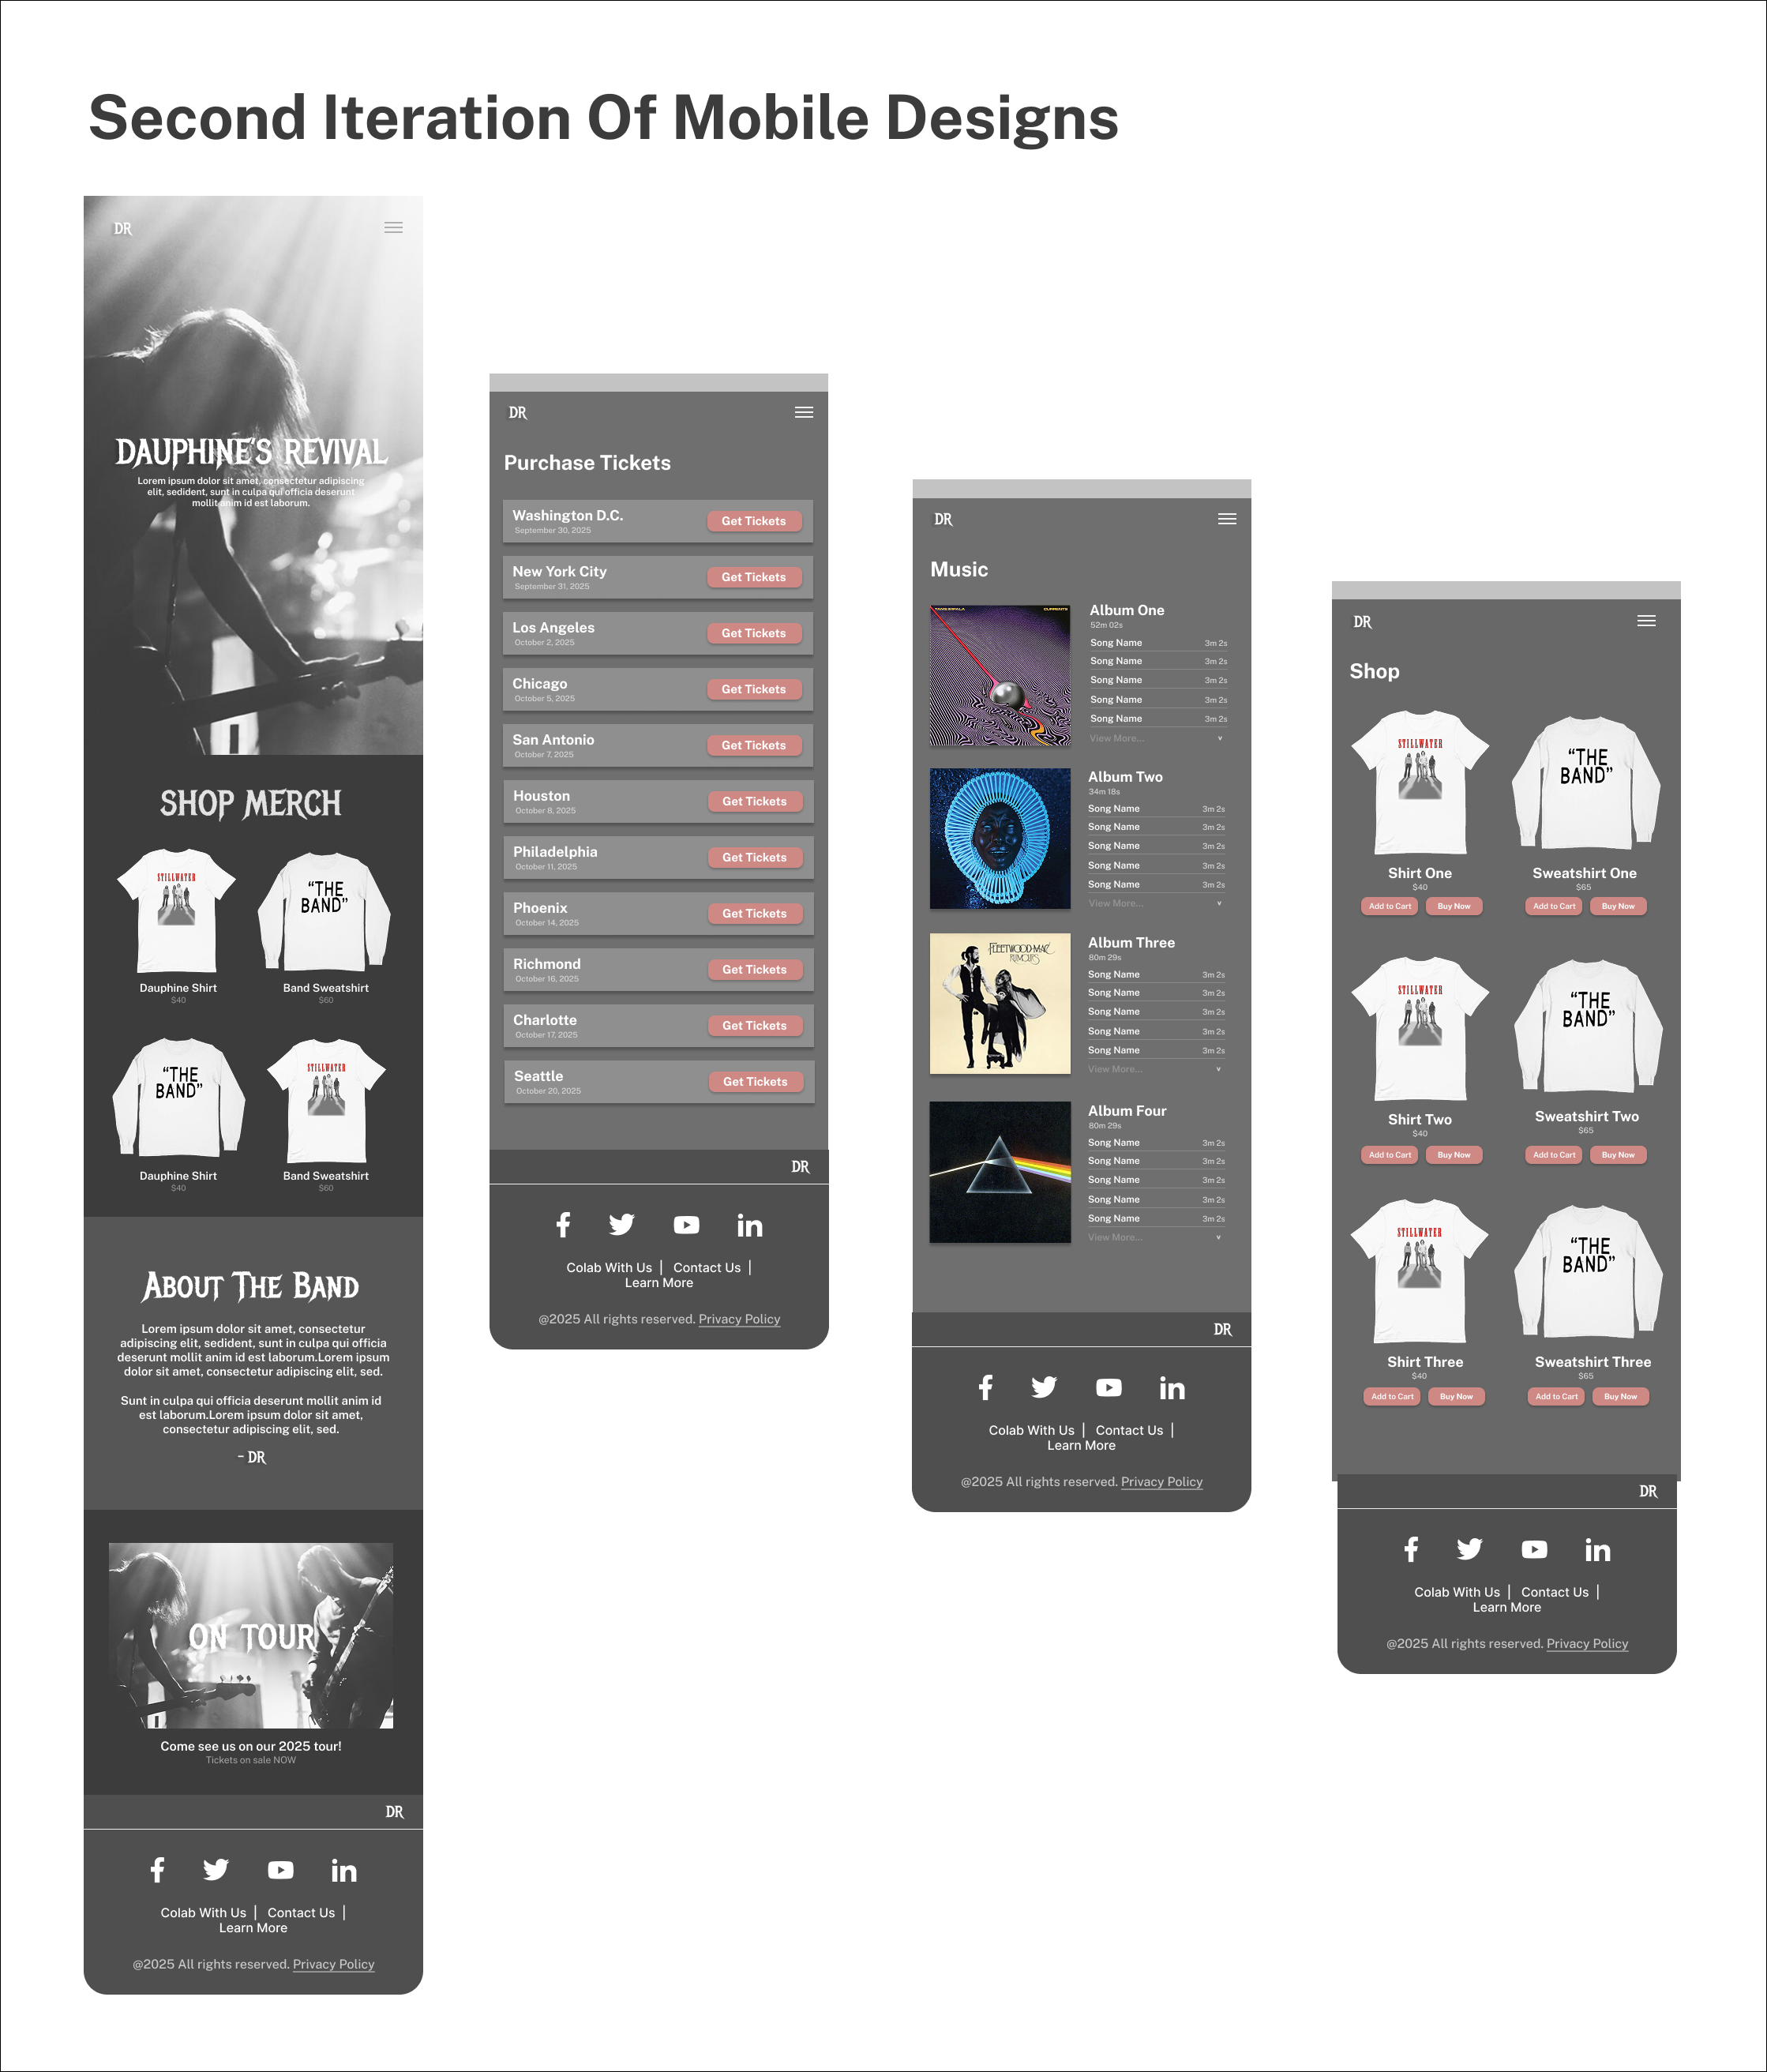 Second Iteration Of Mobile Designs
DR
DAUPHINE'S REVIVAL
Lorem ipsum dolor sit amet, consectetur adipiscing
elit, sedident, sunt in culpa qui officia deserunt
mollit anim id est laborum.
SHOP MERCH
STILLWATER
"THE
BAND"
Dauphine Shirt
$40
Band Sweatshirt
$60
"THE
BAND"
STILLWATER
Dauphine Shirt
$40
Band Sweatshirt
$60
ABOUT THE BAND
Lorem ipsum dolor sit amet, consectetur
adipiscing elit, sedident, sunt in culpa qui officia
deserunt mollit anim id est laborum.Lorem ipsum
dolor sit amet, consectetur adipiscing elit, sed.
Sunt in culpa qui officia deserunt mollit anim id
est laborum.Lorem ipsum dolor sit amet,
consectetur adipiscing elit, sed.
- DR
ON TOUR
Come see us on our 2025 tour!
Tickets on sale NOW
DR
Colab With Us | Contact Us |
Learn More
@2025 All rights reserved. Privacy Policy
DR
Purchase Tickets
Washington D.C.
September 30, 2025
Get Tickets
New York City
September 31, 2025
Get Tickets
Los Angeles
October 2, 2025
Get Tickets
Chicago
October 5, 2025
Get Tickets
San Antonio
October 7, 2025
Get Tickets
Houston
October 8, 2025
Get Tickets
Philadelphia
October 11, 2025
Get Tickets
Phoenix
October 14, 2025
Get Tickets
Richmond
October 16, 2025
Get Tickets
Charlotte
October 17, 2025
Get Tickets
Seattle
October 20, 2025
Get Tickets
DR
Colab With Us | Contact Us |
Learn More
@2025 All rights reserved. Privacy Policy
DR
Music
TAME IMPALA CURRENTS
Album One
52m 02s
Song Name 3m 2s
Song Name 3m 2s
Song Name 3m 2s
Song Name 3m 2s
Song Name 3m 2s
View More...
Album Two
34m 18s
Song Name 3m 2s
Song Name 3m 2s
Song Name 3m 2s
Song Name 3m 2s
Song Name 3m 2s
View More...
FLEETWOOD MAC
RUMOURS
Album Three
80m 29s
Song Name 3m 2s
Song Name 3m 2s
Song Name 3m 2s
Song Name 3m 2s
Song Name 3m 2s
View More...
Album Four
80m 29s
Song Name 3m 2s
Song Name 3m 2s
Song Name 3m 2s
Song Name 3m 2s
Song Name 3m 2s
View More...
DR
Colab With Us | Contact Us |
Learn More
@2025 All rights reserved. Privacy Policy
DR
Shop
STILLWATER
"THE
BAND"
Shirt One
$40
Add to Cart Buy Now
Sweatshirt One
$65
Add to Cart Buy Now
STILLWATER
"THE
BAND"
Shirt Two
$40
Add to Cart Buy Now
Sweatshirt Two
$65
Add to Cart Buy Now
STILLWATER
"THE
BAND"
Shirt Three
$40
Add to Cart Buy Now
Sweatshirt Three
$65
Add to Cart Buy Now
DR
Colab With Us | Contact Us |
Learn More
@2025 All rights reserved. Privacy Policy